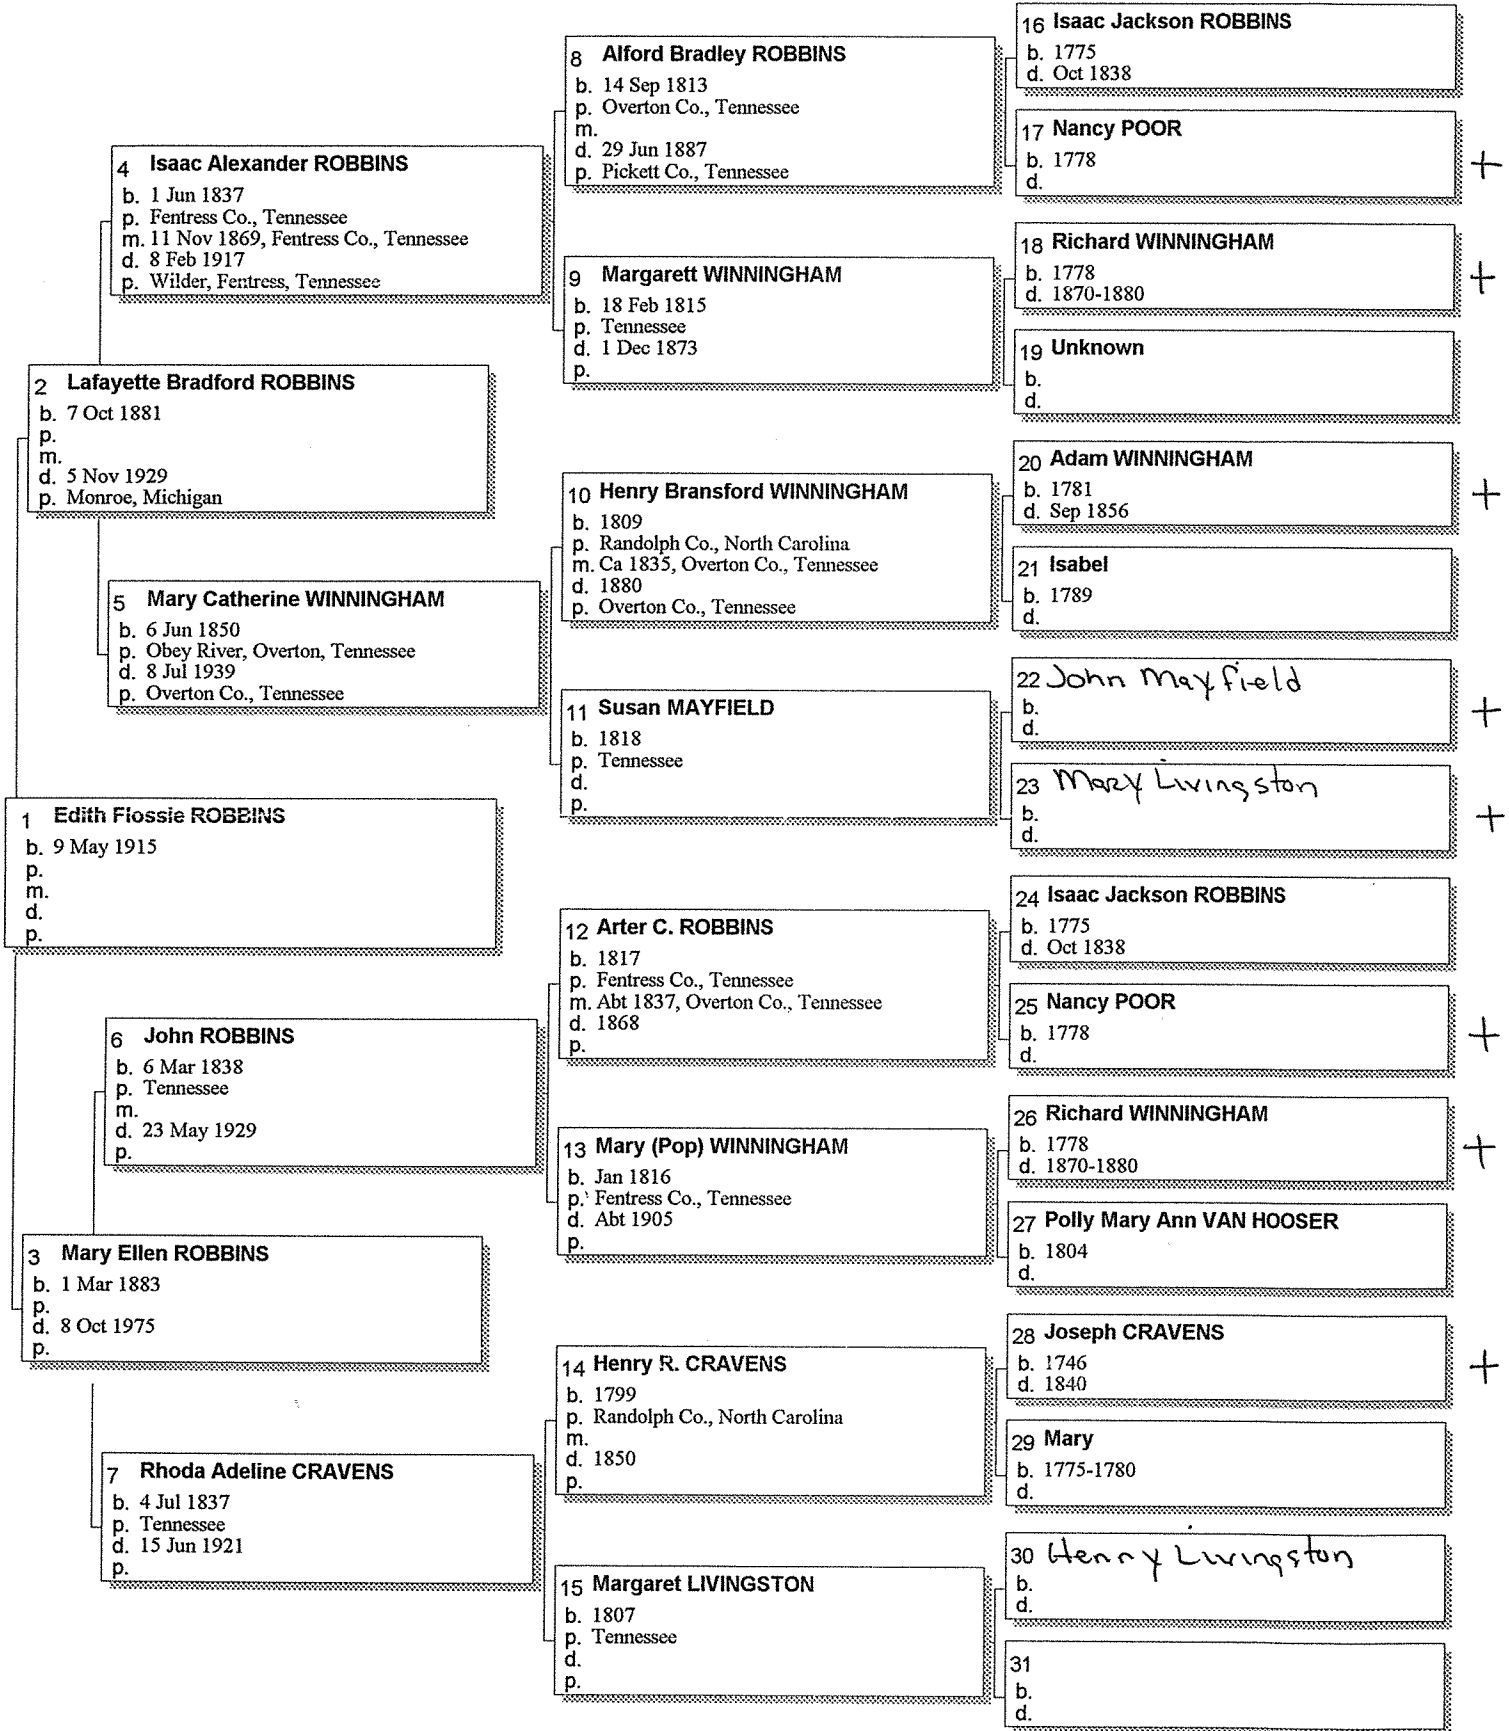 16 Isaac Jackson ROBBINS
b. 1775
d. Oct 1838
8 Alford Bradley ROBBINS
b. 14 Sep 1813
p. Overton Co., Tennessee
m.
d. 29 Jun 1887
p. Pickett Co., Tennessee
17 Nancy POOR
b. 1778
d.
+
4 Isaac Alexander ROBBINS
b. 1 Jun 1837
p. Fentress Co., Tennessee
m. 11 Nov 1869, Fentress Co., Tennessee
d. 8 Feb 1917
p. Wilder, Fentress, Tennessee
18 Richard WINNINGHAM
b. 1778
d. 1870-1880
+
9 Margarett WINNINGHAM
b. 18 Feb 1815
p. Tennessee
d. 1 Dec 1873
p.
19 Unknown
b.
d.
2 Lafayette Bradford ROBBINS
b. 7 Oct 1881
p.
m.
d. 5 Nov 1929
p. Monroe, Michigan
20 Adam WINNINGHAM
b. 1781
d. Sep 1856
+
10 Henry Bransford WINNINGHAM
b. 1809
p. Randolph Co., North Carolina
m. Ca 1835, Overton Co., Tennessee
d. 1880
p. Overton Co., Tennessee
21 Isabel
b. 1789
d.
5 Mary Catherine WINNINGHAM
b. 6 Jun 1850
p. Obey River, Overton, Tennessee
d. 8 Jul 1939
p. Overton Co., Tennessee
22 John Mayfield
b.
d.
+
11 Susan MAYFIELD
b. 1818
p. Tennessee
d.
p.
23 Mary Livingston
b.
d.
+
1 Edith Flossie ROBBINS
b. 9 May 1915
p.
m.
d.
p.
24 Isaac Jackson ROBBINS
b. 1775
d. Oct 1838
12 Arter C. ROBBINS
b. 1817
p. Fentress Co., Tennessee
m. Abt 1837, Overton Co., Tennessee
d. 1868
p.
25 Nancy POOR
b. 1778
d.
+
6 John ROBBINS
b. 6 Mar 1838
p. Tennessee
m.
d. 23 May 1929
p.
26 Richard WINNINGHAM
b. 1778
d. 1870-1880
+
13 Mary (Pop) WINNINGHAM
b. Jan 1816
p. Fentress Co., Tennessee
d. Abt 1905
p.
27 Polly Mary Ann VAN HOOSER
b. 1804
d.
3 Mary Ellen ROBBINS
b. 1 Mar 1883
p.
d. 8 Oct 1975
p.
28 Joseph CRAVENS
b. 1746
d. 1840
+
14 Henry R. CRAVENS
b. 1799
p. Randolph Co., North Carolina
m.
d. 1850
p.
29 Mary
b. 1775-1780
d.
7 Rhoda Adeline CRAVENS
b. 4 Jul 1837
p. Tennessee
d. 15 Jun 1921
p.
30 Henry Livingston
b.
d.
15 Margaret LIVINGSTON
b. 1807
p. Tennessee
d.
p.
31
b.
d.